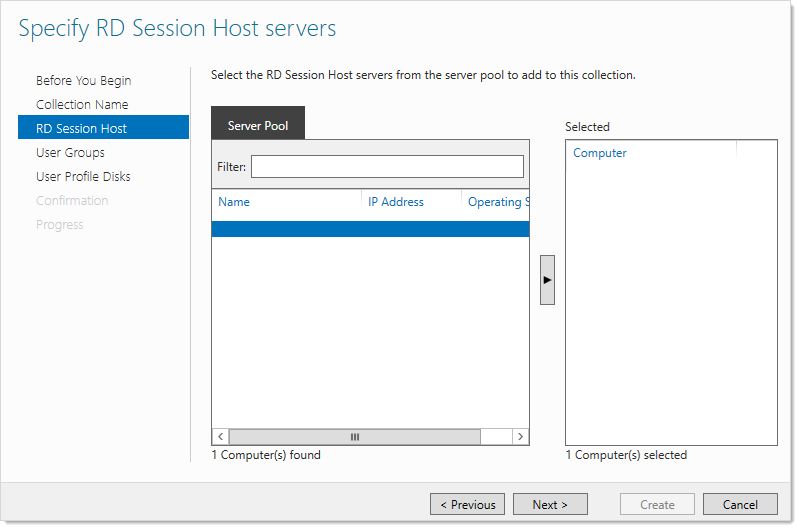 Specify RD Session Host servers
Before You Begin
Collection Name
RD Session Host
User Groups
User Profile Disks
Confirmation
Progress
Select the RD Session Host servers from the server pool to add to this collection.
Server Pool
Filter:
Name IP Address Operating S
1 Computer(s) found
Selected
Computer
1 Computer(s) selected
< Previous Next > Create Cancel